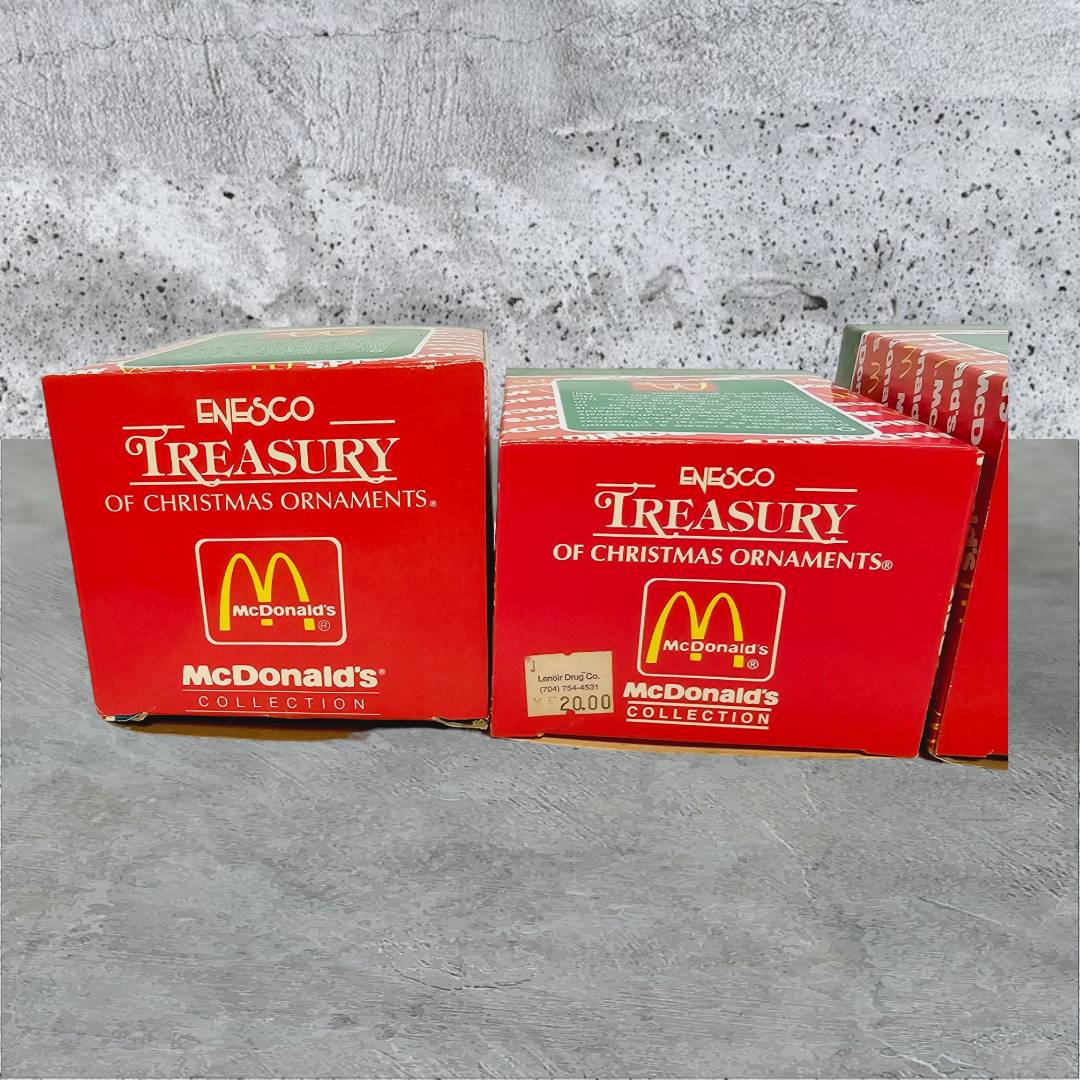 ENESCO
TREASURY
OF CHRISTMAS ORNAMENTS®
McDonald's
®
McDonald's®
COLLECTION
ENESCO
TREASURY
OF CHRISTMAS ORNAMENTS®
McDonald's
®
Lenoir Drug Co.
(704) 754-4531
20.00
McDonald's
COLLECTION